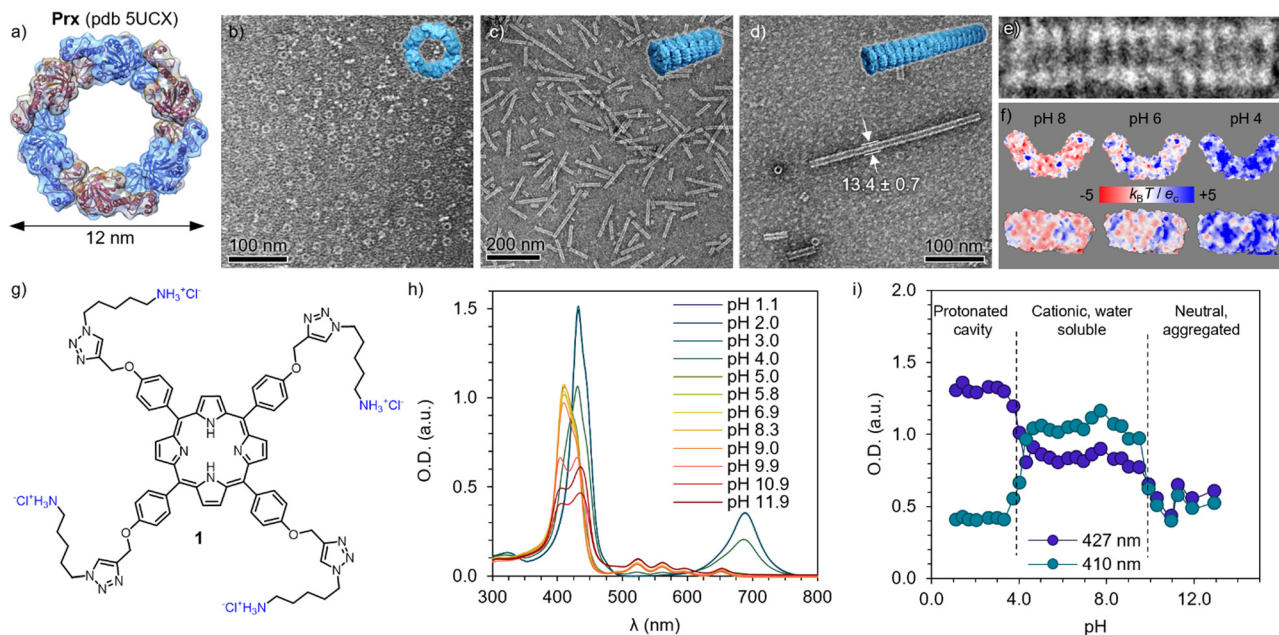 a)
Prx (pdb 5UCX)
12 nm
b)
100 nm
c)
200 nm
d)
13.4 ± 0.7
100 nm
e)
f)
pH 8
pH 6
pH 4
-5
k_BT / e_c
+5
g)
NH₃⁺Cl⁻
N
N
N
O
N
N
N
O
NH₃⁺Cl⁻
N
H
N
N
H
N
⁻Cl⁺H₃N
O
N
N
N
1
O
N
N
N
⁻Cl⁺H₃N
h)
O.D. (a.u.)
1.5
1.0
0.5
0.0
300
400
500
600
700
800
λ (nm)
pH 1.1
pH 2.0
pH 3.0
pH 4.0
pH 5.0
pH 5.8
pH 6.9
pH 8.3
pH 9.0
pH 9.9
pH 10.9
pH 11.9
i)
O.D. (a.u.)
2.0
1.5
1.0
0.5
0.0
Protonated
cavity
Cationic, water
soluble
Neutral,
aggregated
427 nm
410 nm
0.0
4.0
8.0
12.0
pH